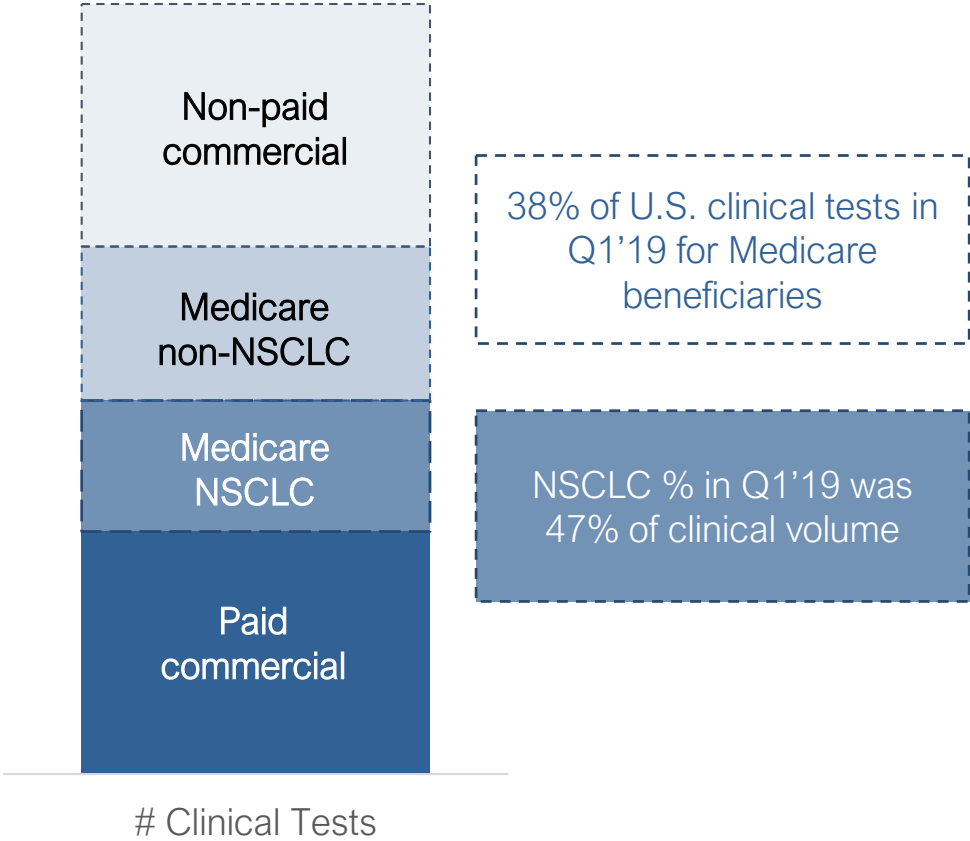 Non-paid
commercial
Medicare
non-NSCLC
Medicare
NSCLC
Paid
commercial
# Clinical Tests
38% of U.S. clinical tests in
Q1’19 for Medicare
beneficiaries
NSCLC % in Q1’19 was
47% of clinical volume